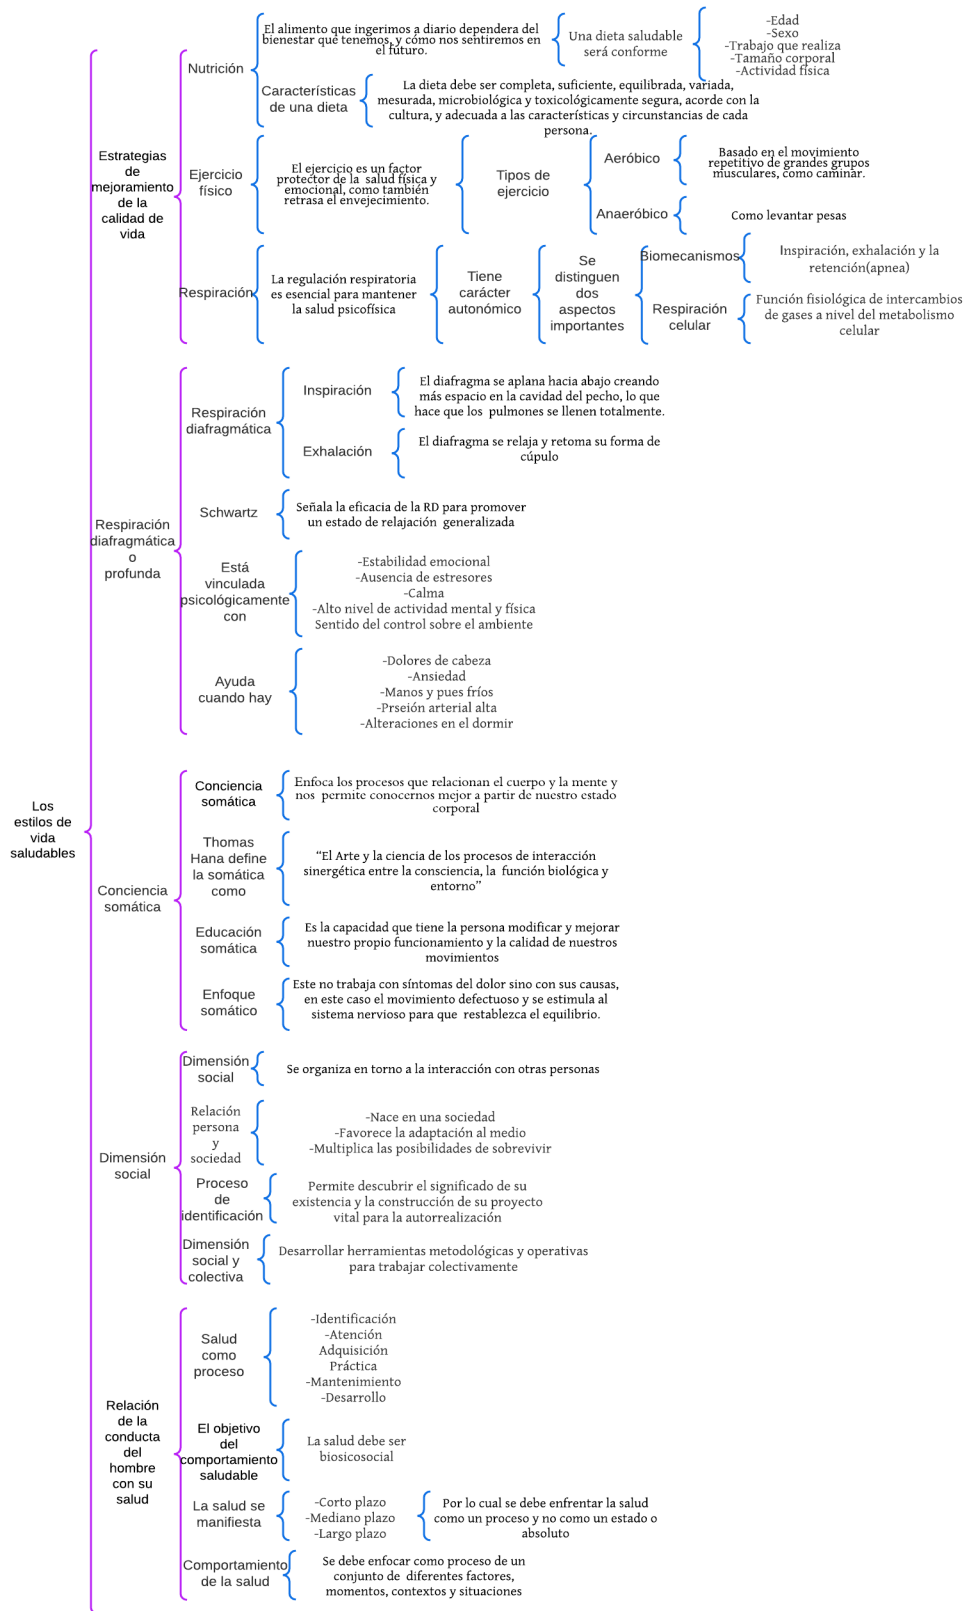 Los
estilos de
vida
saludables
Estrategias
de
mejoramiento
de la
calidad de
vida
Nutrición
El alimento que ingerimos a diario dependera del
bienestar que tenemos, y cómo nos sentiremos en
el futuro.
Una dieta saludable
será conforme
-Edad
-Sexo
-Trabajo que realiza
-Tamaño corporal
-Actividad física
Características
de una dieta
La dieta debe ser completa, suficiente, equilibrada, variada,
mesurada, microbiológica y toxicológicamente segura, acorde con la
cultura, y adecuada a las características y circunstancias de cada
persona.
Ejercicio
físico
El ejercicio es un factor
protector de la  salud física y
emocional, como también
retrasa el envejecimiento.
Tipos de
ejercicio
Aeróbico
Basado en el movimiento
repetitivo de grandes grupos
musculares, como caminar.
Anaeróbico
Como levantar pesas
Respiración
La regulación respiratoria
es esencial para mantener
la salud psicofísica
Tiene
carácter
autonómico
Se
distinguen
dos
aspectos
importantes
Biomecanismos
Inspiración, exhalación y la
retención(apnea)
Respiración
celular
Función fisiológica de intercambios
de gases a nivel del metabolismo
celular
Respiración
diafragmática
o
profunda
Respiración
diafragmática
Inspiración
El diafragma se aplana hacia abajo creando
más espacio en la cavidad del pecho, lo que
hace que los  pulmones se llenen totalmente.
Exhalación
El diafragma se relaja y retoma su forma de
cúpulo
Schwartz
Señala la eficacia de la RD para promover
un estado de relajación  generalizada
Está
vinculada
psicológicamente
con
-Estabilidad emocional
-Ausencia de estresores
-Calma
-Alto nivel de actividad mental y física
Sentido del control sobre el ambiente
Ayuda
cuando hay
-Dolores de cabeza
-Ansiedad
-Manos y pues fríos
-Prseión arterial alta
-Alteraciones en el dormir
Conciencia
somática
Conciencia
somática
Enfoca los procesos que relacionan el cuerpo y la mente y
nos  permite conocernos mejor a partir de nuestro estado
corporal
Thomas
Hana define
la somática
como
“El Arte y la ciencia de los procesos de interacción
sinergética entre la consciencia, la  función biológica y
entorno”
Educación
somática
Es la capacidad que tiene la persona modificar y mejorar
nuestro propio funcionamiento y la calidad de nuestros
movimientos
Enfoque
somático
Este no trabaja con síntomas del dolor sino con sus causas,
en este caso el movimiento defectuoso y se estimula al
sistema nervioso para que  restablezca el equilibrio.
Dimensión
social
Dimensión
social
Se organiza en torno a la interacción con otras personas
Relación
persona
y
sociedad
-Nace en una sociedad
-Favorece la adaptación al medio
-Multiplica las posibilidades de sobrevivir
Proceso
de
identificación
Permite descubrir el significado de su
existencia y la construcción de su proyecto
vital para la autorrealización
Dimensión
social y
colectiva
Desarrollar herramientas metodológicas y operativas
para trabajar colectivamente
Relación
de la
conducta
del
hombre
con su
salud
Salud
como
proceso
-Identificación
-Atención
Adquisición
Práctica
-Mantenimiento
-Desarrollo
El objetivo
del
comportamiento
saludable
La salud debe ser
biosicosocial
La salud se
manifiesta
-Corto plazo
-Mediano plazo
-Largo plazo
Por lo cual se debe enfrentar la salud
como un proceso y no como un estado o
absoluto
Comportamiento
de la salud
Se debe enfocar como proceso de un
conjunto de  diferentes factores,
momentos, contextos y situaciones